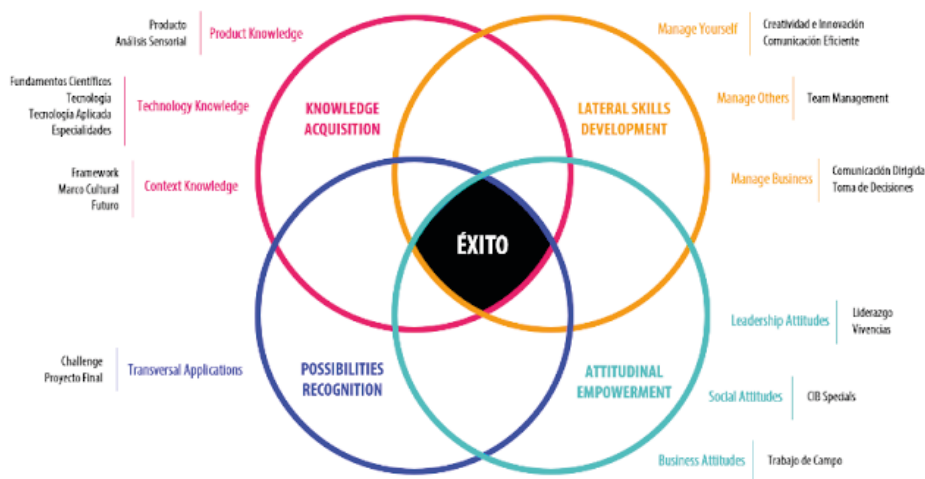 Producto
Análisis Sensorial
Product Knowledge
Fundamentos Científicos
Tecnología
Tecnología Aplicada
Especialidades
Technology Knowledge
Framework
Marco Cultural
Futuro
Context Knowledge
KNOWLEDGE
ACQUISITION
LATERAL SKILLS
DEVELOPMENT
Manage Yourself
Creatividad e Innovación
Comunicación Eficiente
Manage Others
Team Management
Manage Business
Comunicación Dirigida
Toma de Decisiones
ÉXITO
Challenge
Proyecto Final
Transversal Applications
POSSIBILITIES
RECOGNITION
ATTITUDINAL
EMPOWERMENT
Leadership Attitudes
Liderazgo
Vivencias
Social Attitudes
CIB Specials
Business Attitudes
Trabajo de Campo